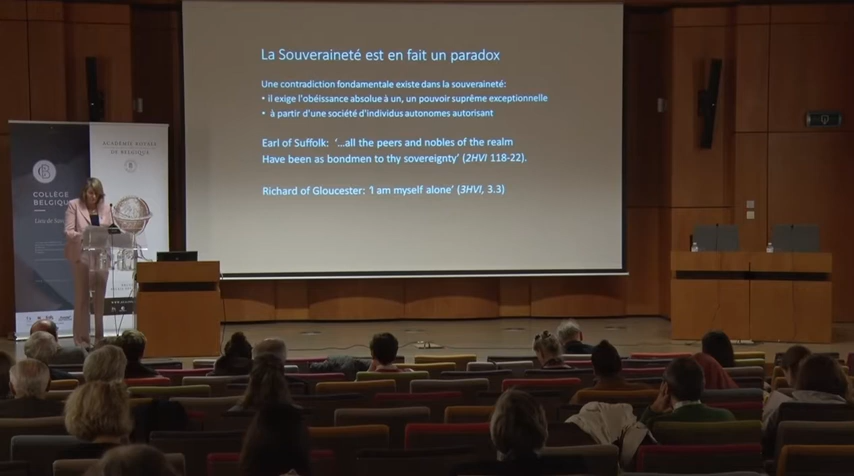 La Souveraineté est en fait un paradox
Une contradiction fondamentale existe dans la souveraineté:
• il exige l'obéissance absolue à un, un pouvoir suprême exceptionnelle
• à partir d'une société d'individus autonomes autorisant
Earl of Suffolk: '...all the peers and nobles of the realm
Have been as bondmen to thy sovereignty' (2HVI 118-22).
Richard of Gloucester: 'I am myself alone' (3HVI, 3.3)
ACADÉMIE ROYALE
DE BELGIQUE
COLLÈGE
BELGIQUE